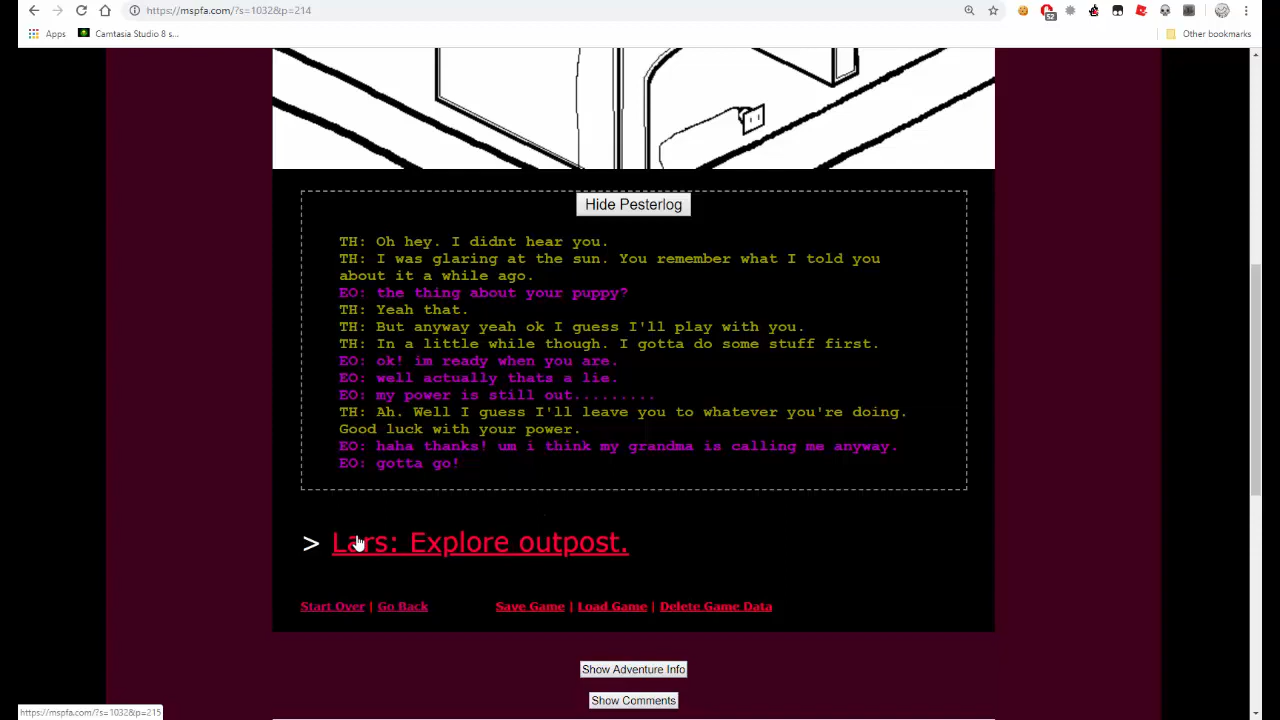 https://mspfa.com/?s=1032&p=214
52
Apps
Camtasia Studio 8 s...
Other bookmarks
Hide Pesterlog
TH: Oh hey. I didnt hear you.
TH: I was glaring at the sun. You remember what I told you
about it a while ago.
EO: the thing about your puppy?
TH: Yeah that.
TH: But anyway yeah ok I guess I'll play with you.
TH: In a little while though. I gotta do some stuff first.
EO: ok! im ready when you are.
EO: well actually thats a lie.
EO: my power is still out.........
TH: Ah. Well I guess I'll leave you to whatever you're doing.
Good luck with your power.
EO: haha thanks! um i think my grandma is calling me anyway.
EO: gotta go!
> Lars: Explore outpost.
Start Over | Go Back Save Game | Load Game | Delete Game Data
Show Adventure Info
Show Comments
https://mspfa.com/?s=1032&p=215